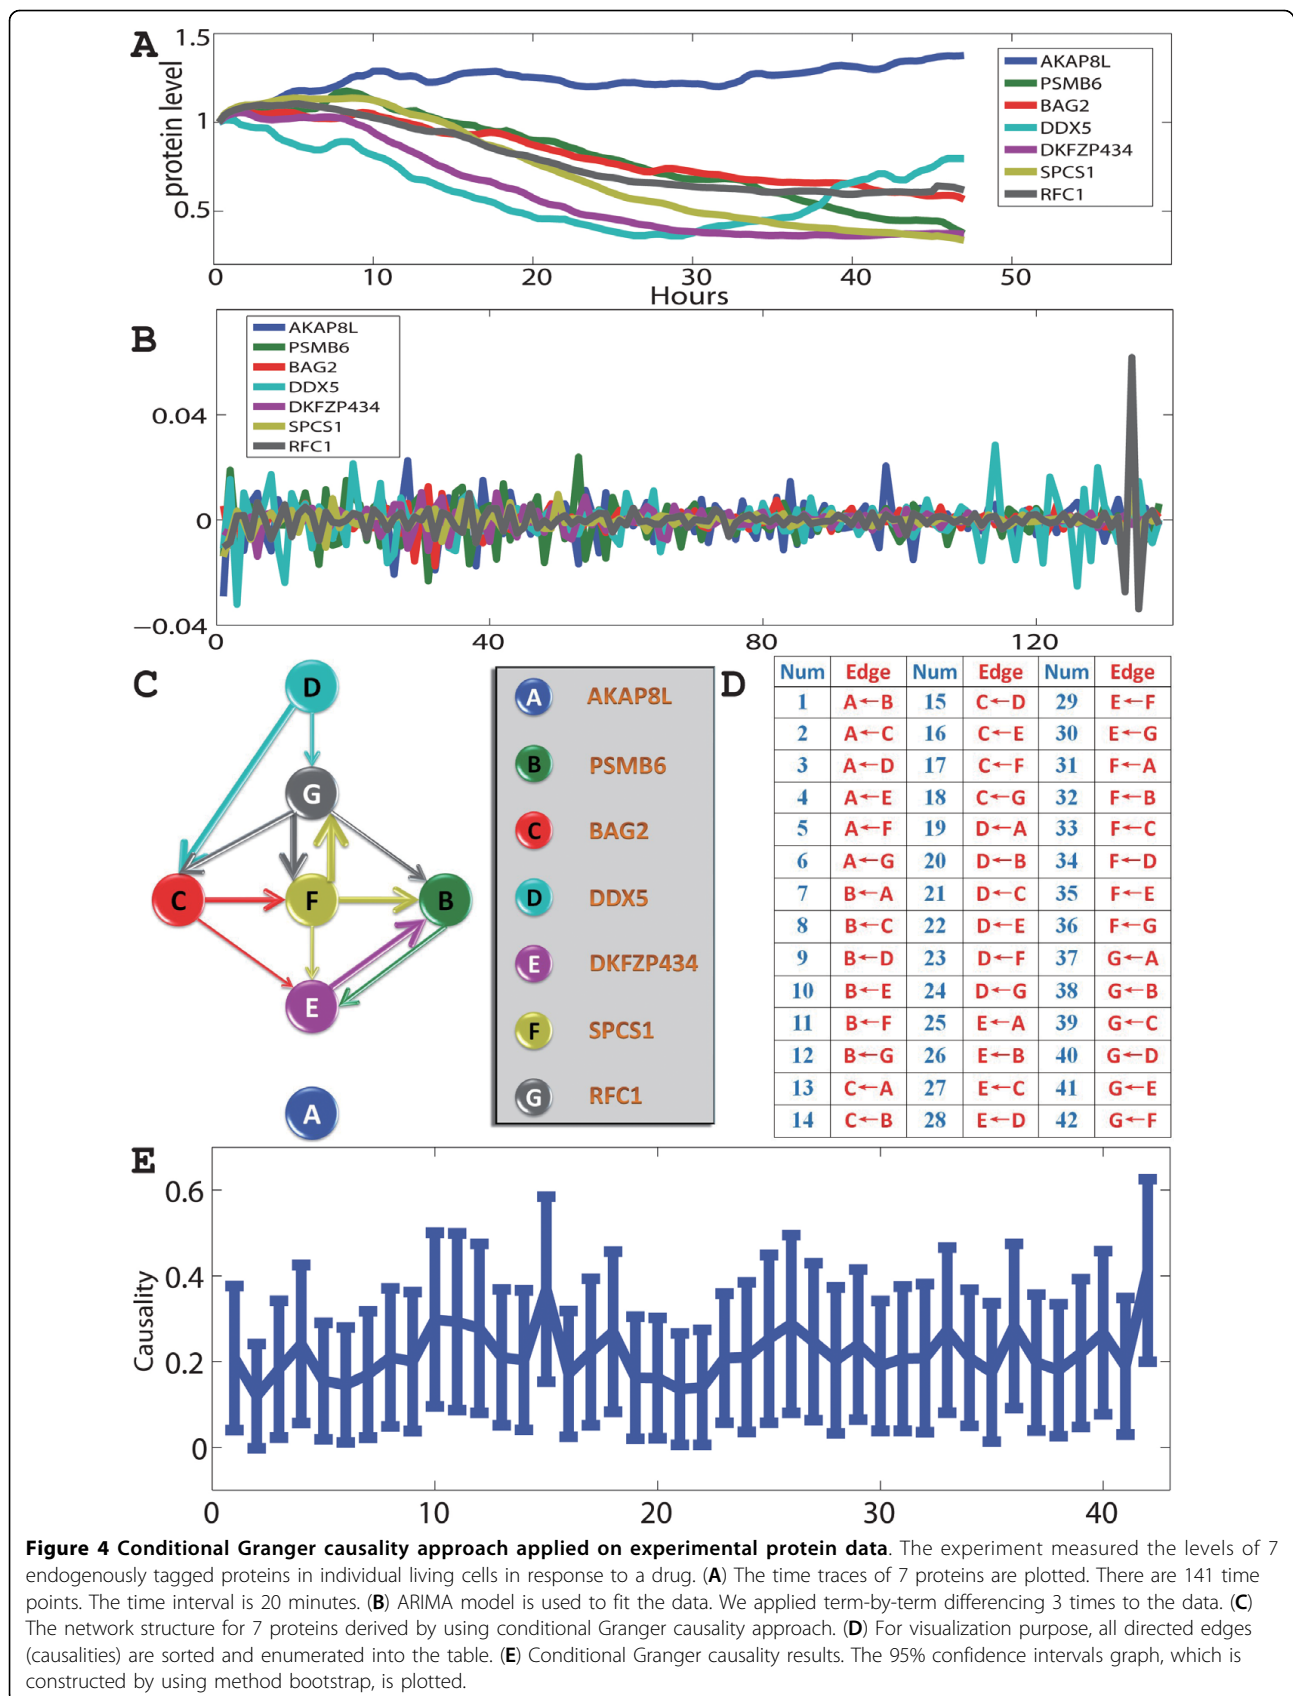 A
1.5
1
0.5
protein level
0 10 20 30 40 50
Hours
AKAP8L
PSMB6
BAG2
DDX5
DKFZP434
SPCS1
RFC1
B
0.04
0
−0.04
0 40 80 120
AKAP8L
PSMB6
BAG2
DDX5
DKFZP434
SPCS1
RFC1
C
D
G
C F B
E
A
A AKAP8L
B PSMB6
C BAG2
D DDX5
E DKFZP434
F SPCS1
G RFC1
D
Num Edge Num Edge Num Edge
1 A←B 15 C←D 29 E←F
2 A←C 16 C←E 30 E←G
3 A←D 17 C←F 31 F←A
4 A←E 18 C←G 32 F←B
5 A←F 19 D←A 33 F←C
6 A←G 20 D←B 34 F←D
7 B←A 21 D←C 35 F←E
8 B←C 22 D←E 36 F←G
9 B←D 23 D←F 37 G←A
10 B←E 24 D←G 38 G←B
11 B←F 25 E←A 39 G←C
12 B←G 26 E←B 40 G←D
13 C←A 27 E←C 41 G←E
14 C←B 28 E←D 42 G←F
E
0.6
0.4
0.2
0
Causality
0 10 20 30 40
Figure 4 Conditional Granger causality approach applied on experimental protein data. The experiment measured the levels of 7
endogenously tagged proteins in individual living cells in response to a drug. (A) The time traces of 7 proteins are plotted. There are 141 time
points. The time interval is 20 minutes. (B) ARIMA model is used to fit the data. We applied term-by-term differencing 3 times to the data. (C)
The network structure for 7 proteins derived by using conditional Granger causality approach. (D) For visualization purpose, all directed edges
(causalities) are sorted and enumerated into the table. (E) Conditional Granger causality results. The 95% confidence intervals graph, which is
constructed by using method bootstrap, is plotted.